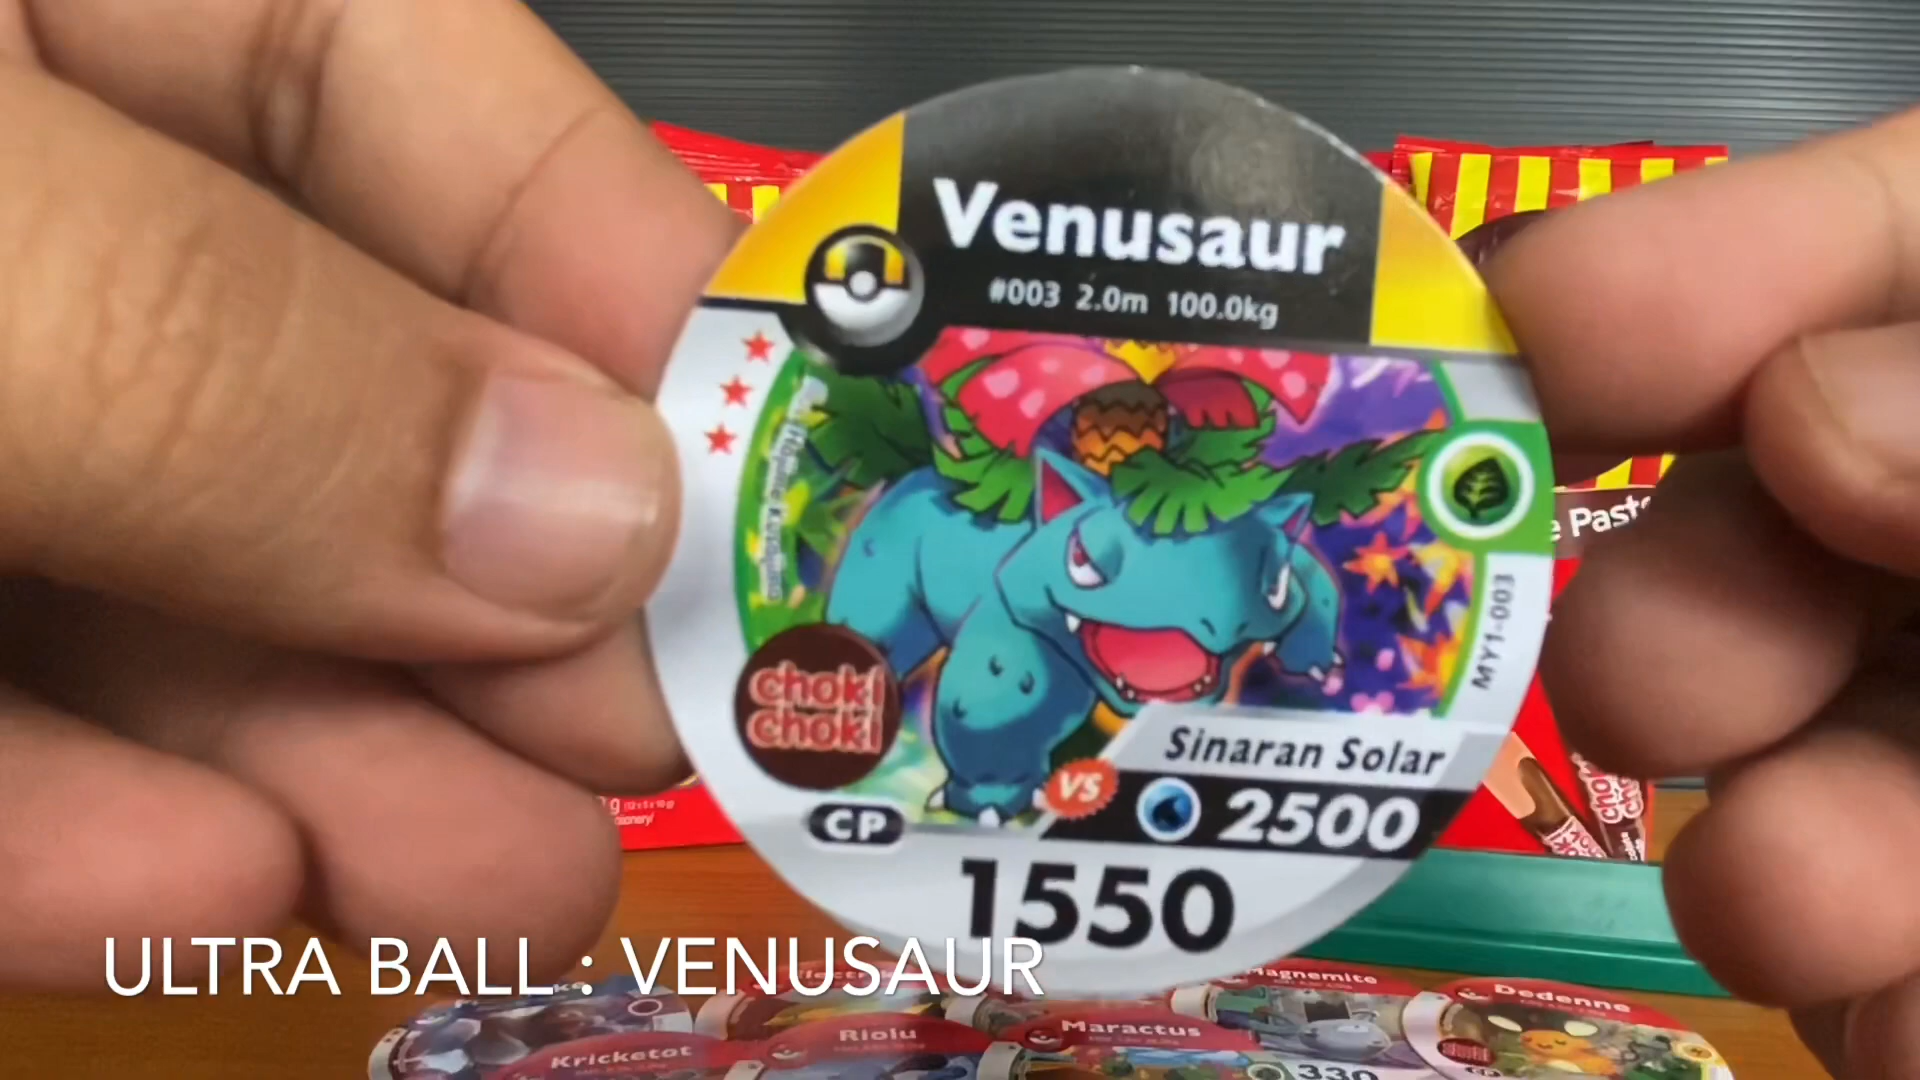 Venusaur
#003 2.0m 100.0kg
MY1-003
choki
choki
Sinaran Solar
VS
2500
CP
1550
e Paste
ULTRA BALL : VENUSAUR
Magnemite
Dedenne
Riolu
Maractus
Kricketot
330